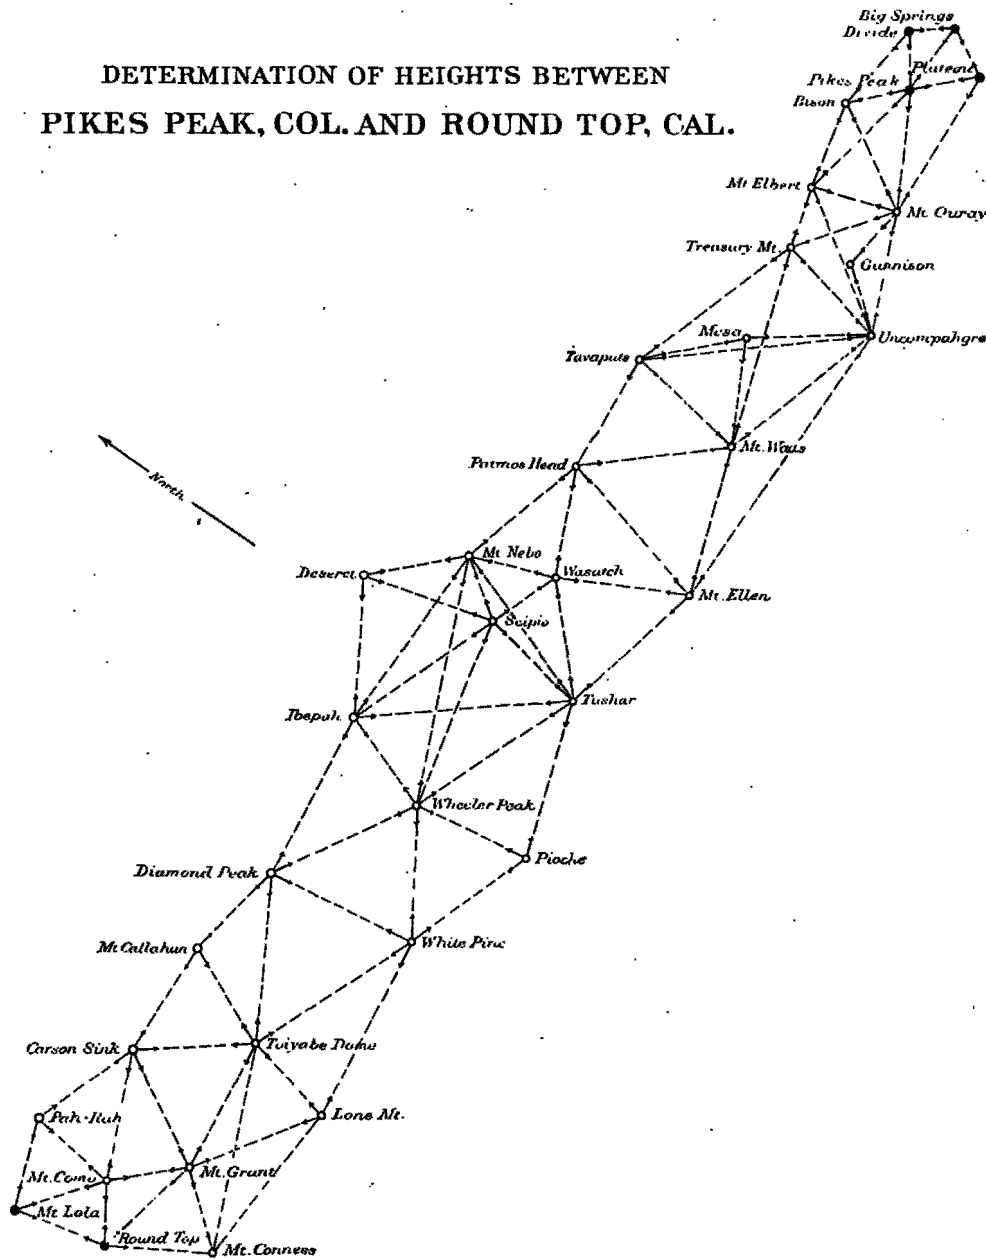 DETERMINATION OF HEIGHTS BETWEEN
PIKES PEAK, COL. AND ROUND TOP, CAL.
Big Springs
Divide
Plateau
Pikes Peak
Bison
Mt Elbert
Mt. Ouray
Treasury Mt.
Gunnison
Mesa
Uncompahgre
Tavaputs
Mt. Waas
Patmos Head
North
Mt Nebo
Deseret
Wasatch
Mt. Ellen
Scipio
Tushar
Ibepah
Wheeler Peak
Pioche
Diamond Peak
White Pine
Mt Callahan
Carson Sink
Toiyabe Dome
Lone Mt.
Pah-Rah
Mt. Como
Mt. Grant
Mt Lola
Round Top
Mt. Conness